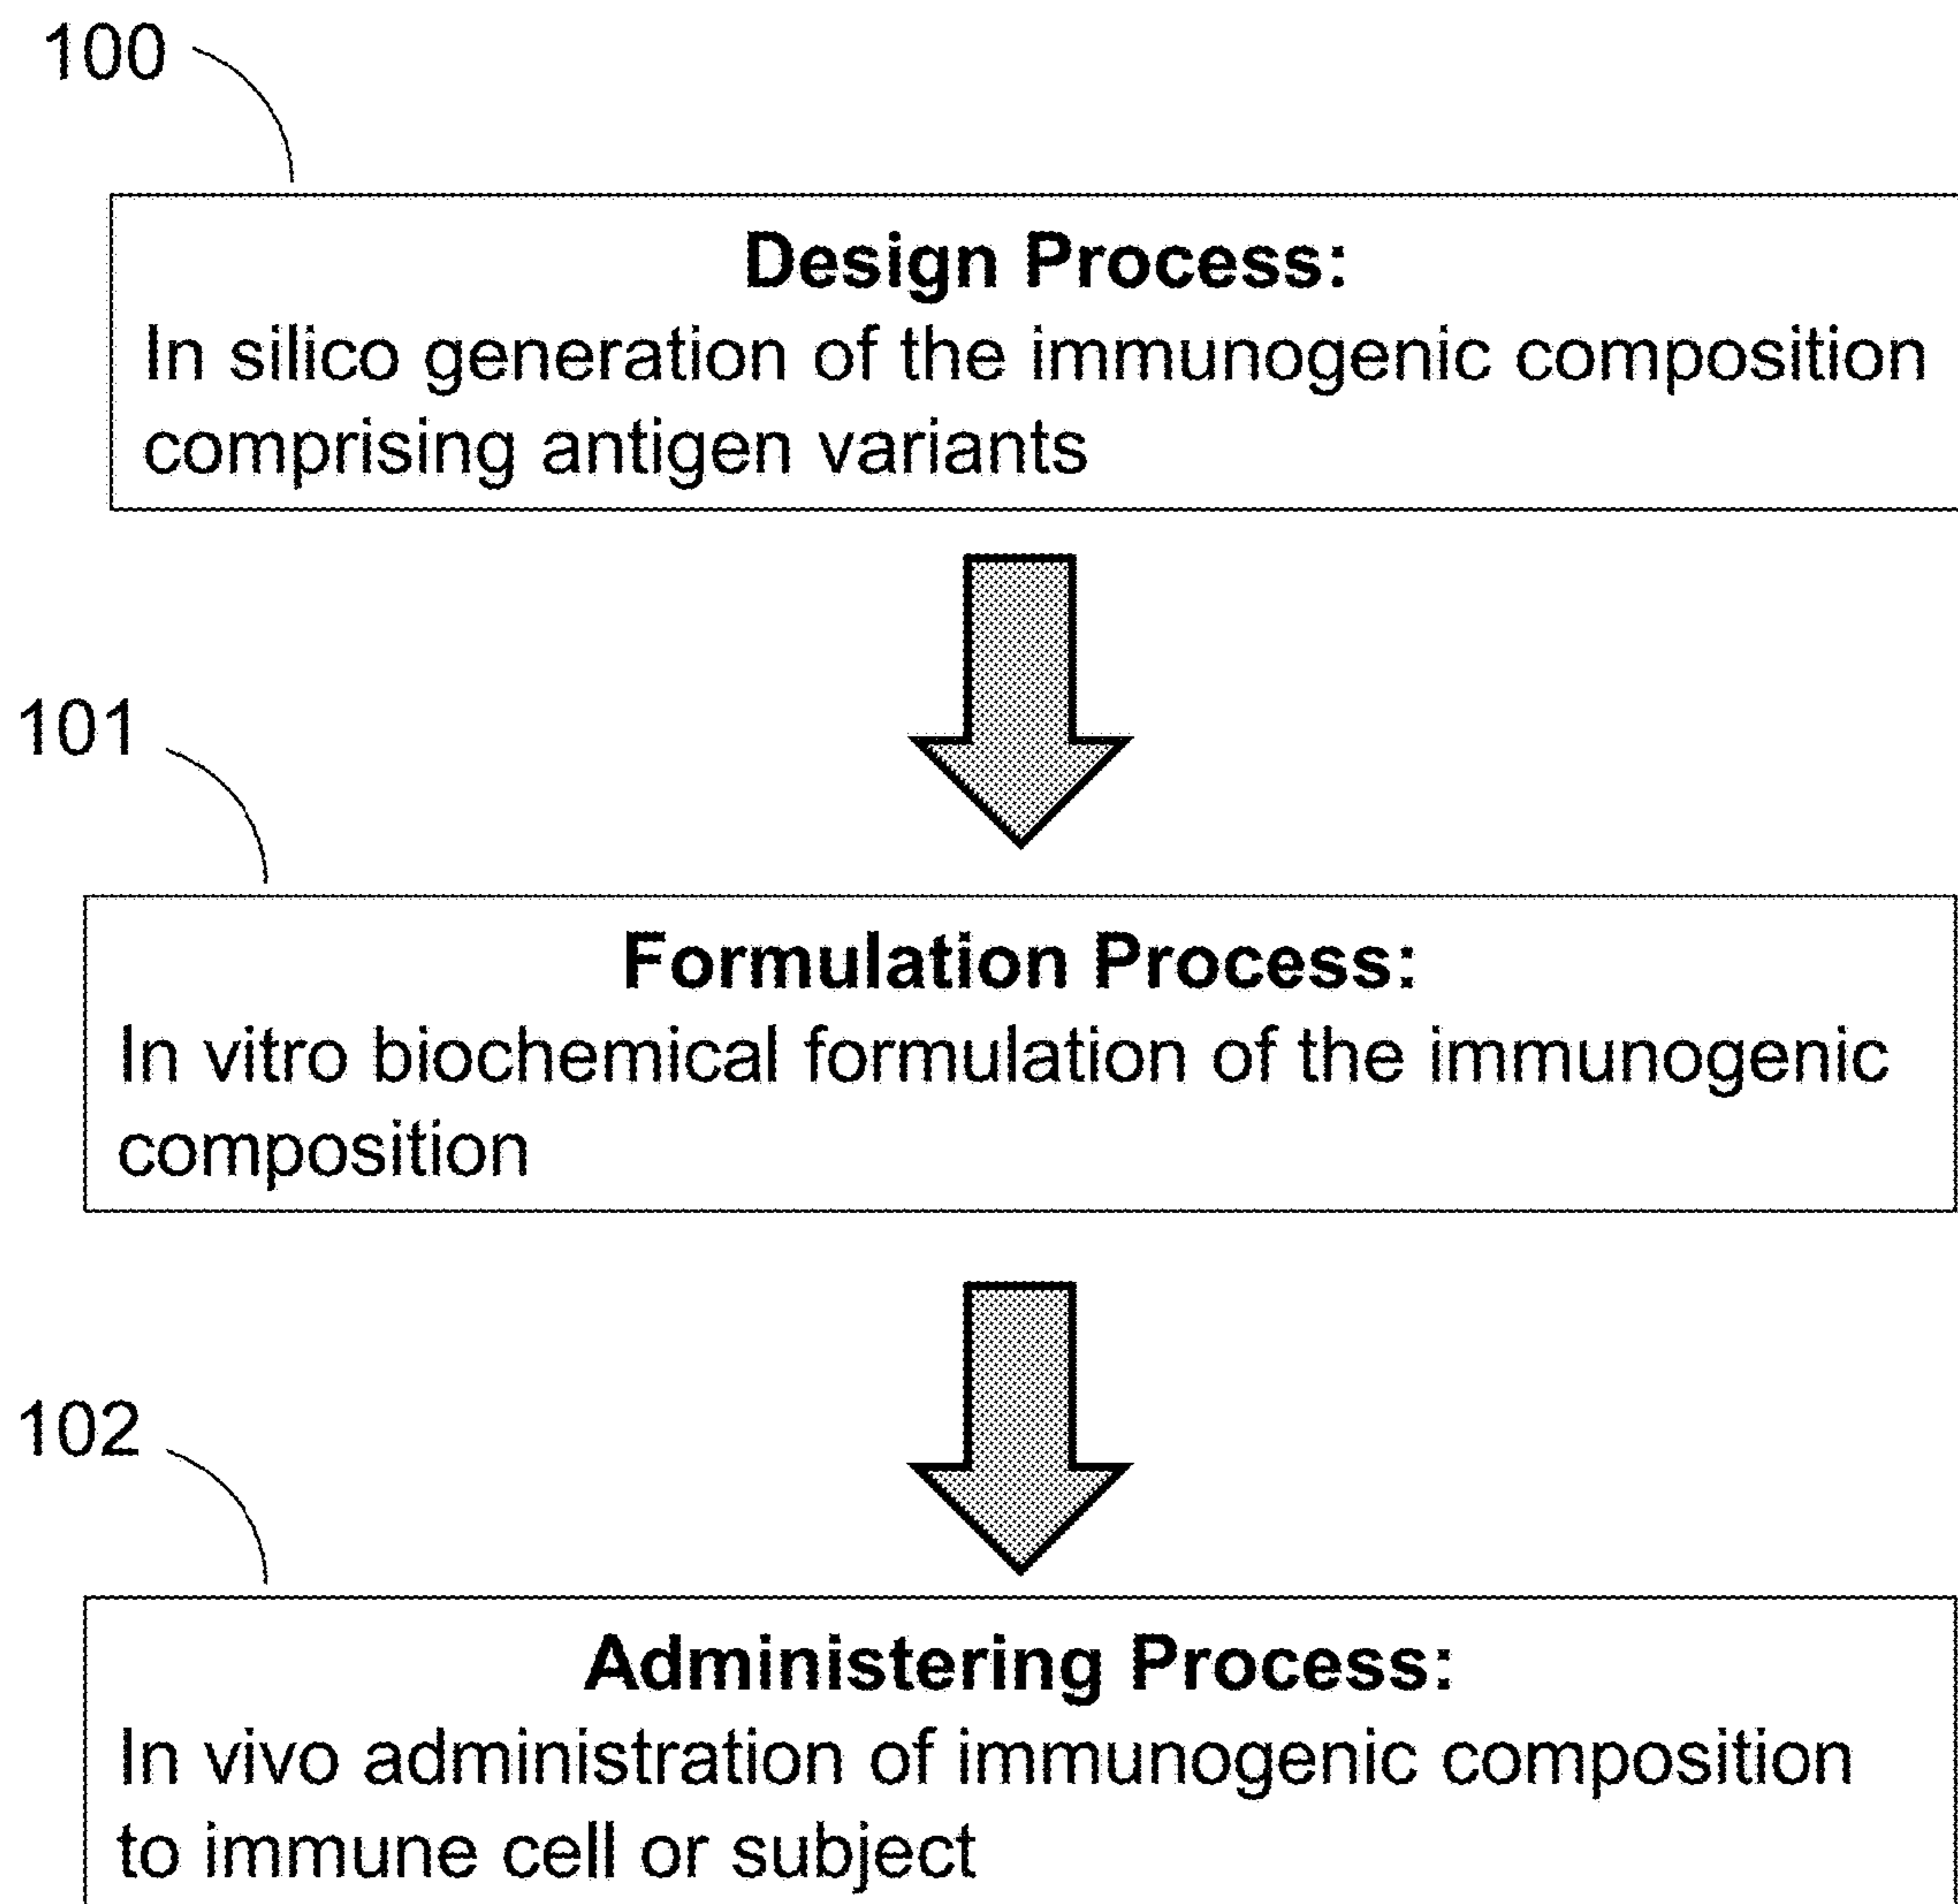 100
Design Process:
In silico generation of the immunogenic composition
comprising antigen variants
101
Formulation Process:
In vitro biochemical formulation of the immunogenic
composition
102
Administering Process:
In vivo administration of immunogenic composition
to immune cell or subject